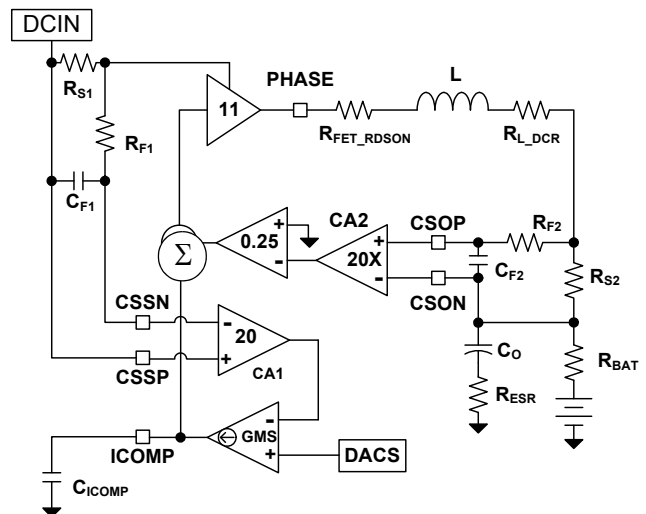 DCIN
RS1
RF1
CF1
11
PHASE
RFET_RDSON
L
RL_DCR
Σ
0.25
+
-
CA2
20X
+
-
CSOP
CSON
RF2
CF2
RS2
CSSN
CSSP
-
20
+
CA1
CO
RESR
RBAT
ICOMP
GMS
-
+
DACS
CICOMP